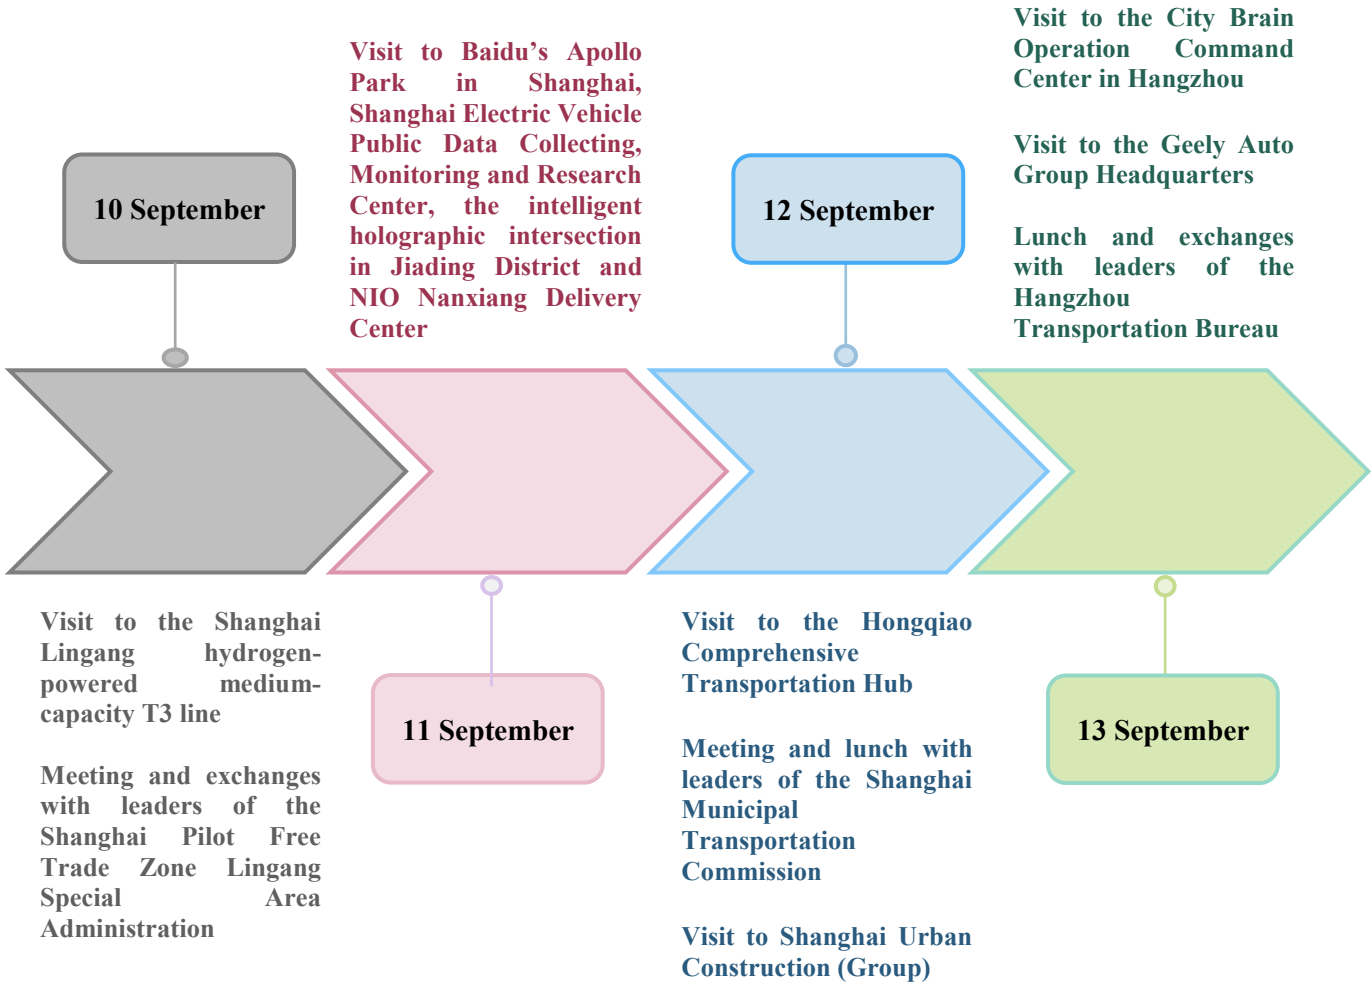 10 September
Visit to the Shanghai
Lingang hydrogen-
powered medium-
capacity T3 line
Meeting and exchanges
with leaders of the
Shanghai Pilot Free
Trade Zone Lingang
Special Area
Administration
Visit to Baidu’s Apollo
Park in Shanghai,
Shanghai Electric Vehicle
Public Data Collecting,
Monitoring and Research
Center, the intelligent
holographic intersection
in Jiading District and
NIO Nanxiang Delivery
Center
11 September
12 September
Visit to the Hongqiao
Comprehensive
Transportation Hub
Meeting and lunch with
leaders of the Shanghai
Municipal
Transportation
Commission
Visit to Shanghai Urban
Construction (Group)
Visit to the City Brain
Operation Command
Center in Hangzhou
Visit to the Geely Auto
Group Headquarters
Lunch and exchanges
with leaders of the
Hangzhou
Transportation Bureau
13 September